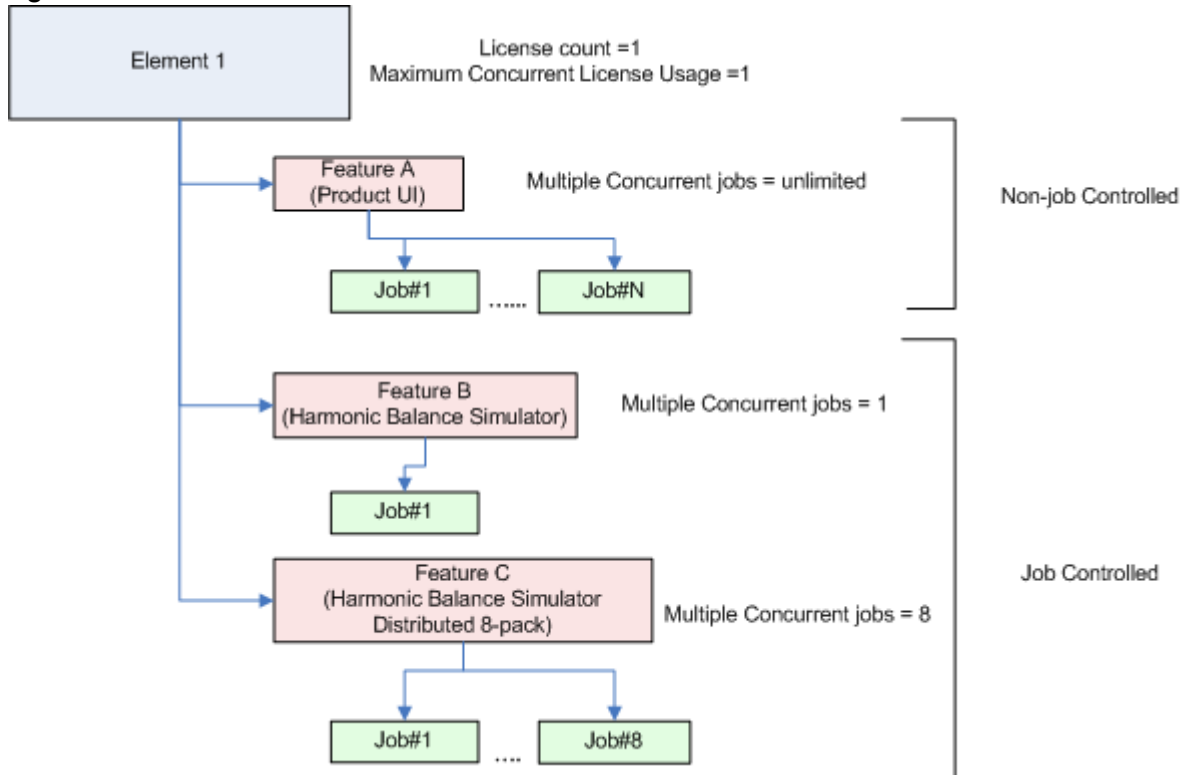 Element 1
License count =1
Maximum Concurrent License Usage =1
Feature A
(Product UI)
Multiple Concurrent jobs = unlimited
Non-job Controlled
Job#1
......
Job#N
Feature B
(Harmonic Balance Simulator)
Multiple Concurrent jobs = 1
Job#1
Feature C
(Harmonic Balance Simulator
Distributed 8-pack)
Multiple Concurrent jobs = 8
Job Controlled
Job#1
....
Job#8